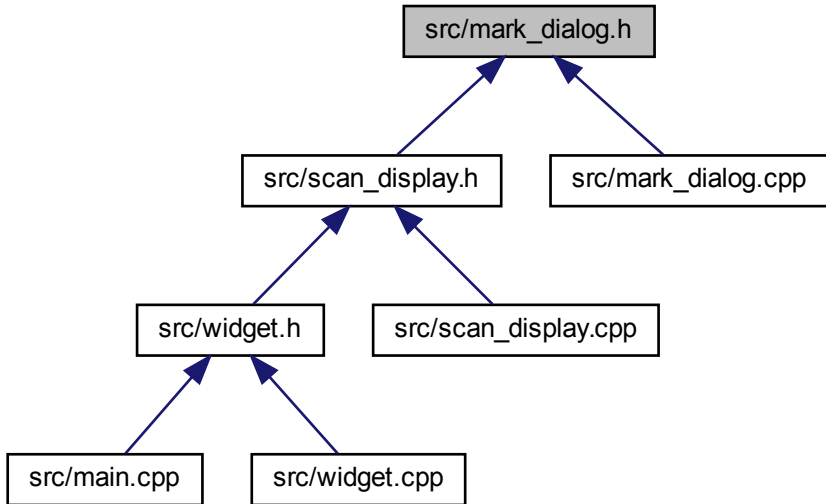 src/mark_dialog.h
src/scan_display.h
src/mark_dialog.cpp
src/widget.h
src/scan_display.cpp
src/main.cpp
src/widget.cpp